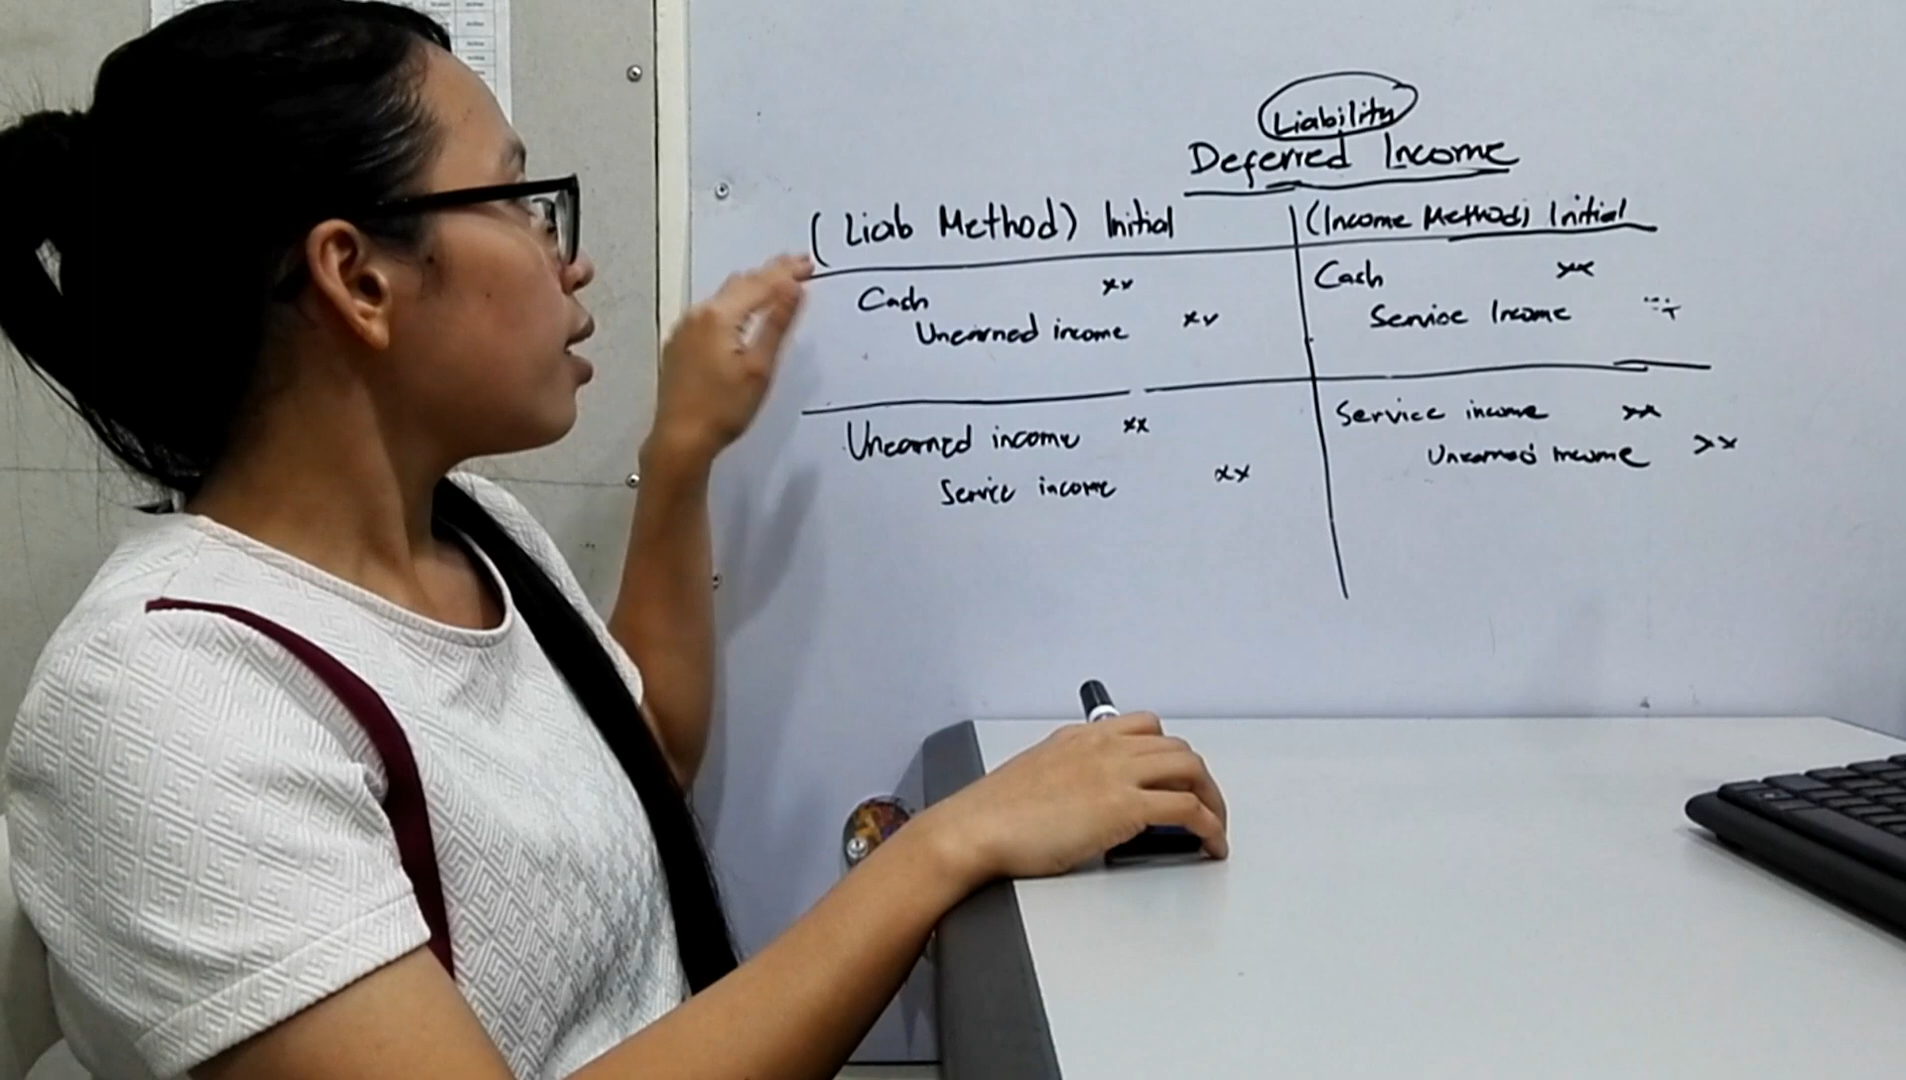 Liability
Deferred Income
(Liab Method) Initial
Cash xx
Unearned income xx
Unearned income xx
Service income xx
(Income Method) Initial
Cash xx
Service Income
Service income xx
Unearned income xx